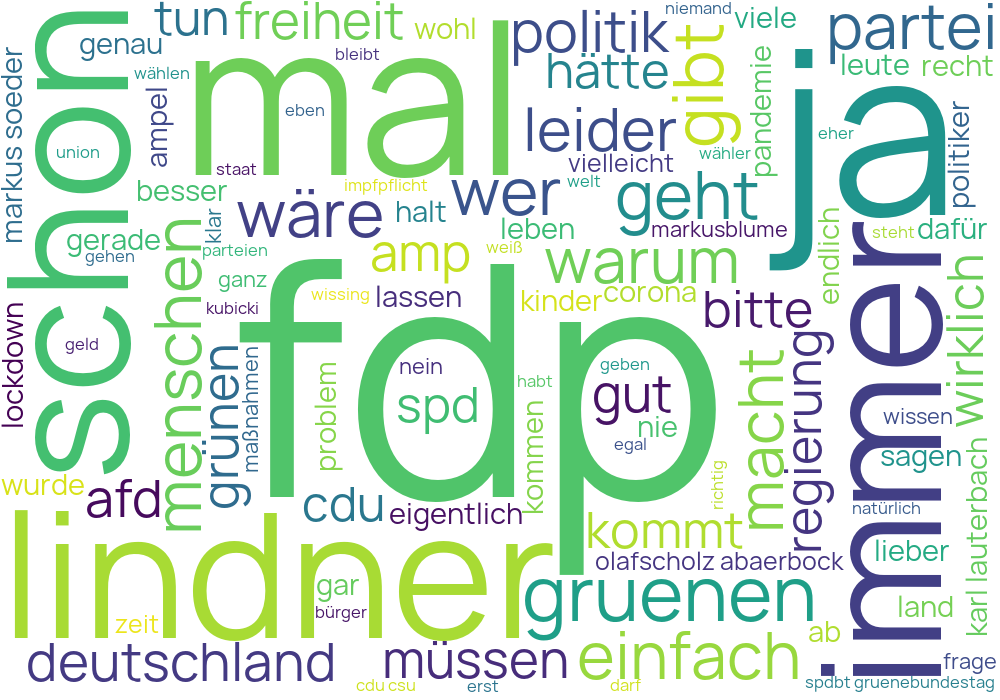 niemand
tun
freiheit
wohl
politik
viele
partei
genau
bleibt
schon
mal
gibt
ja
markus soeder
wählen
hätte
leute
recht
ampel
eben
leider
pandemie
eher
politiker
union
staat
vielleicht
wähler
besser
impfpflicht
wer
welt
geht
wäre
halt
leben
markusblume
dafür
steht
klar
gerade
gehen
parteien
menschen
amp
weiß
warum
endlich
immer
wirklich
ganz
wissing
lassen
kinder
corona
bitte
kubicki
fdp
lockdown
geld
grünen
maßnahmen
problem
nein
spd
habt
geben
gut
nie
egal
macht
regierung
wissen
sagen
kommen
richtig
wurde
afd
cdu
eigentlich
kommt
natürlich
karl lauterbach
lindner
olafscholz abaerbock
lieber
gar
bürger
gruenen
land
zeit
ab
deutschland
müssen
einfach
frage
cdu csu
erst
darf
spdbt gruenebundestag